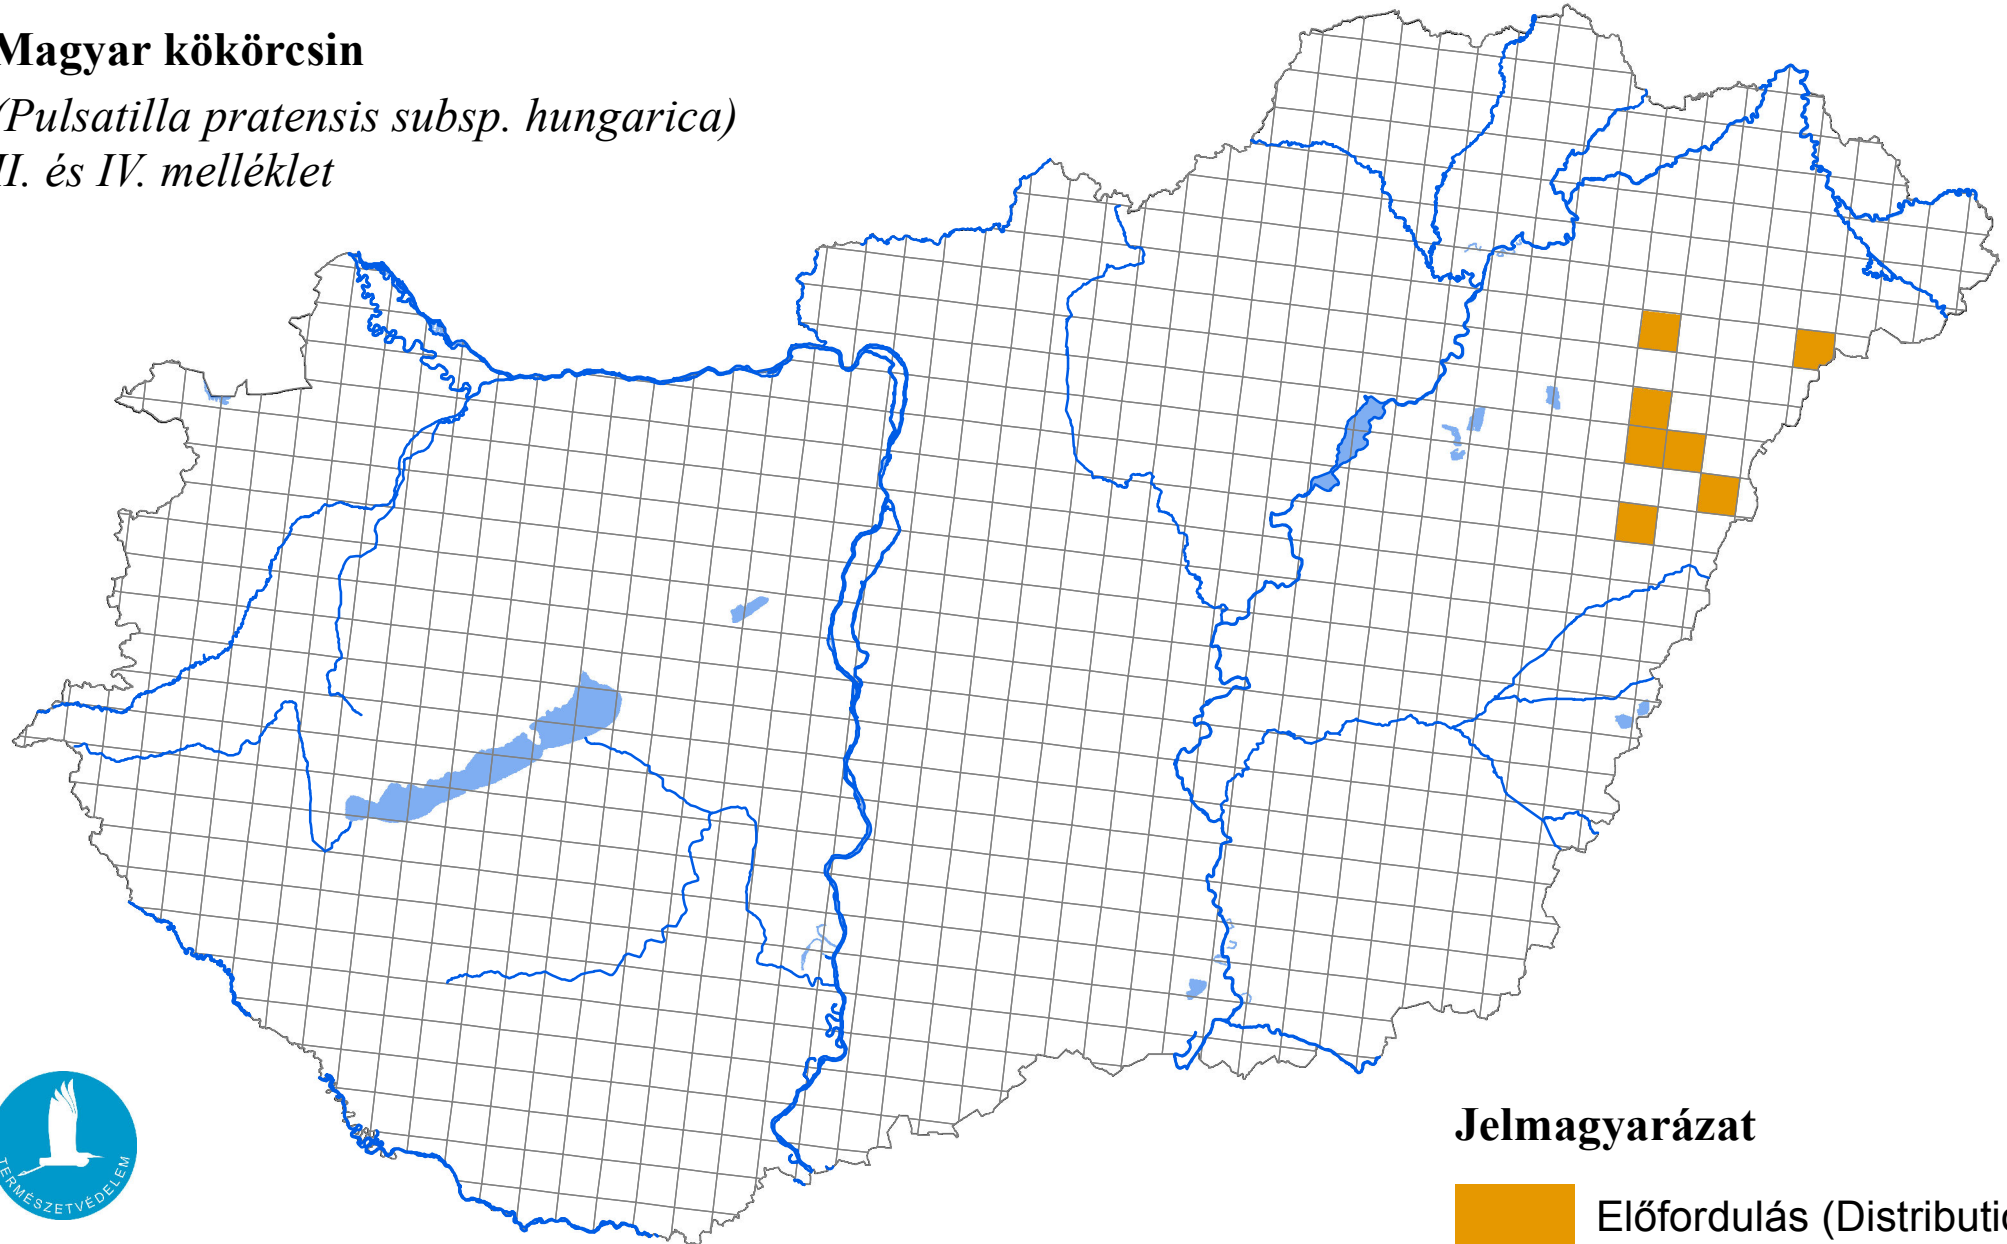 Magyar kökörcsin
(Pulsatilla pratensis subsp. hungarica)
II. és IV. melléklet
TERMÉSZETVÉDELEM
Jelmagyarázat
Előfordulás (Distributio